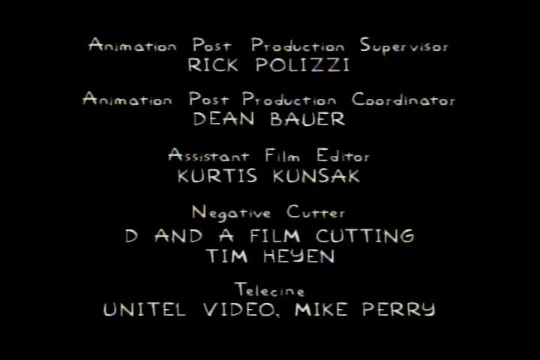 Animation Post Production Supervisor
RICK POLIZZI
Animation Post Production Coordinator
DEAN BAUER
Assistant Film Editor
KURTIS KUNSAK
Negative Cutter
D AND A FILM CUTTING
TIM HEYEN
Telecine
UNITEL VIDEO, MIKE PERRY